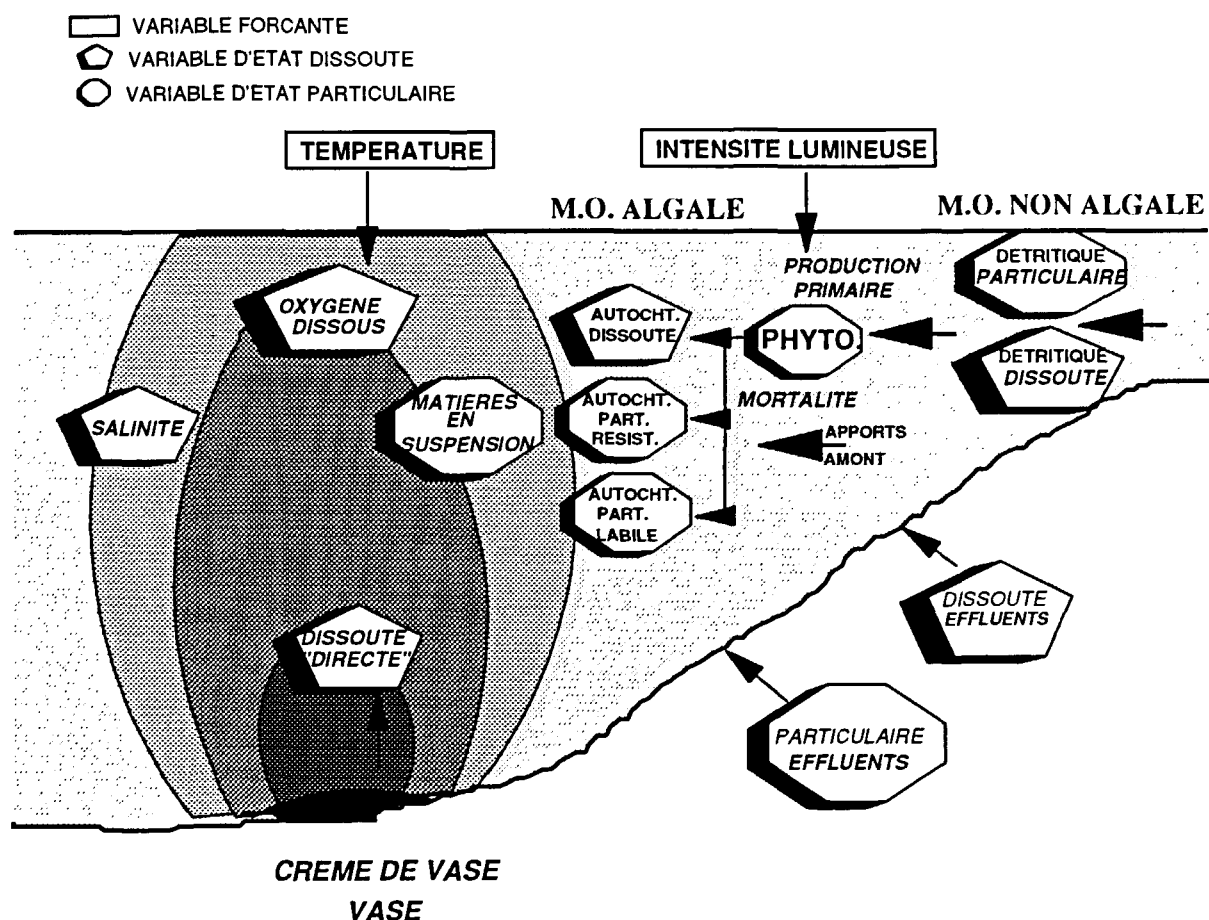 VARIABLE FORCANTE
VARIABLE D'ETAT DISSOUTE
VARIABLE D'ETAT PARTICULAIRE
TEMPERATURE
INTENSITE LUMINEUSE
M.O. ALGALE
M.O. NON ALGALE
OXYGENE
DISSOUS
PRODUCTION
PRIMAIRE
DETRITIQUE
PARTICULAIRE
AUTOCHT.
DISSOUTE
PHYTO.
DETRITIQUE
DISSOUTE
SALINITE
MATIERES
EN
SUSPENSION
AUTOCHT.
PART.
RESIST.
MORTALITE
APPORTS
AMONT
AUTOCHT.
PART.
LABILE
DISSOUTE
"DIRECTE"
DISSOUTE
EFFLUENTS
PARTICULAIRE
EFFLUENTS
CREME DE VASE
VASE